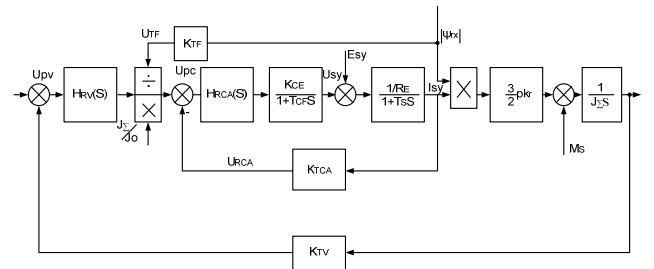 UTF
KTF
|Ψrx|
Esy
Upv
HRV(S)
÷
×
Upc
-
HRCA(S)
KCE
1+TCFS
Usy
1/RE
1+TsS
Isy
×
3/2 pkr
1
JΣS
JΣ/Jo
URCA
KTCA
Ms
KTV